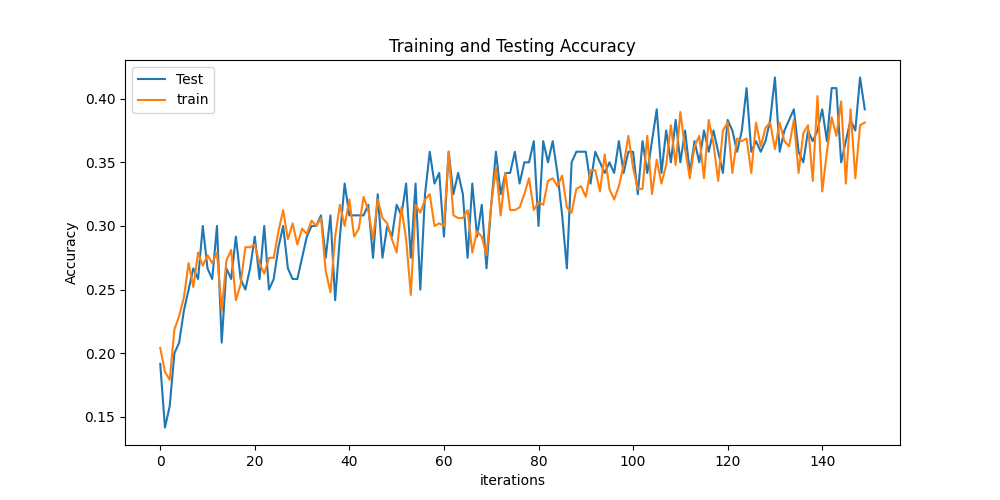 Training and Testing Accuracy
Test
train
0.40
0.35
0.30
0.25
0.20
0.15
Accuracy
0 20 40 60 80 100 120 140
iterations